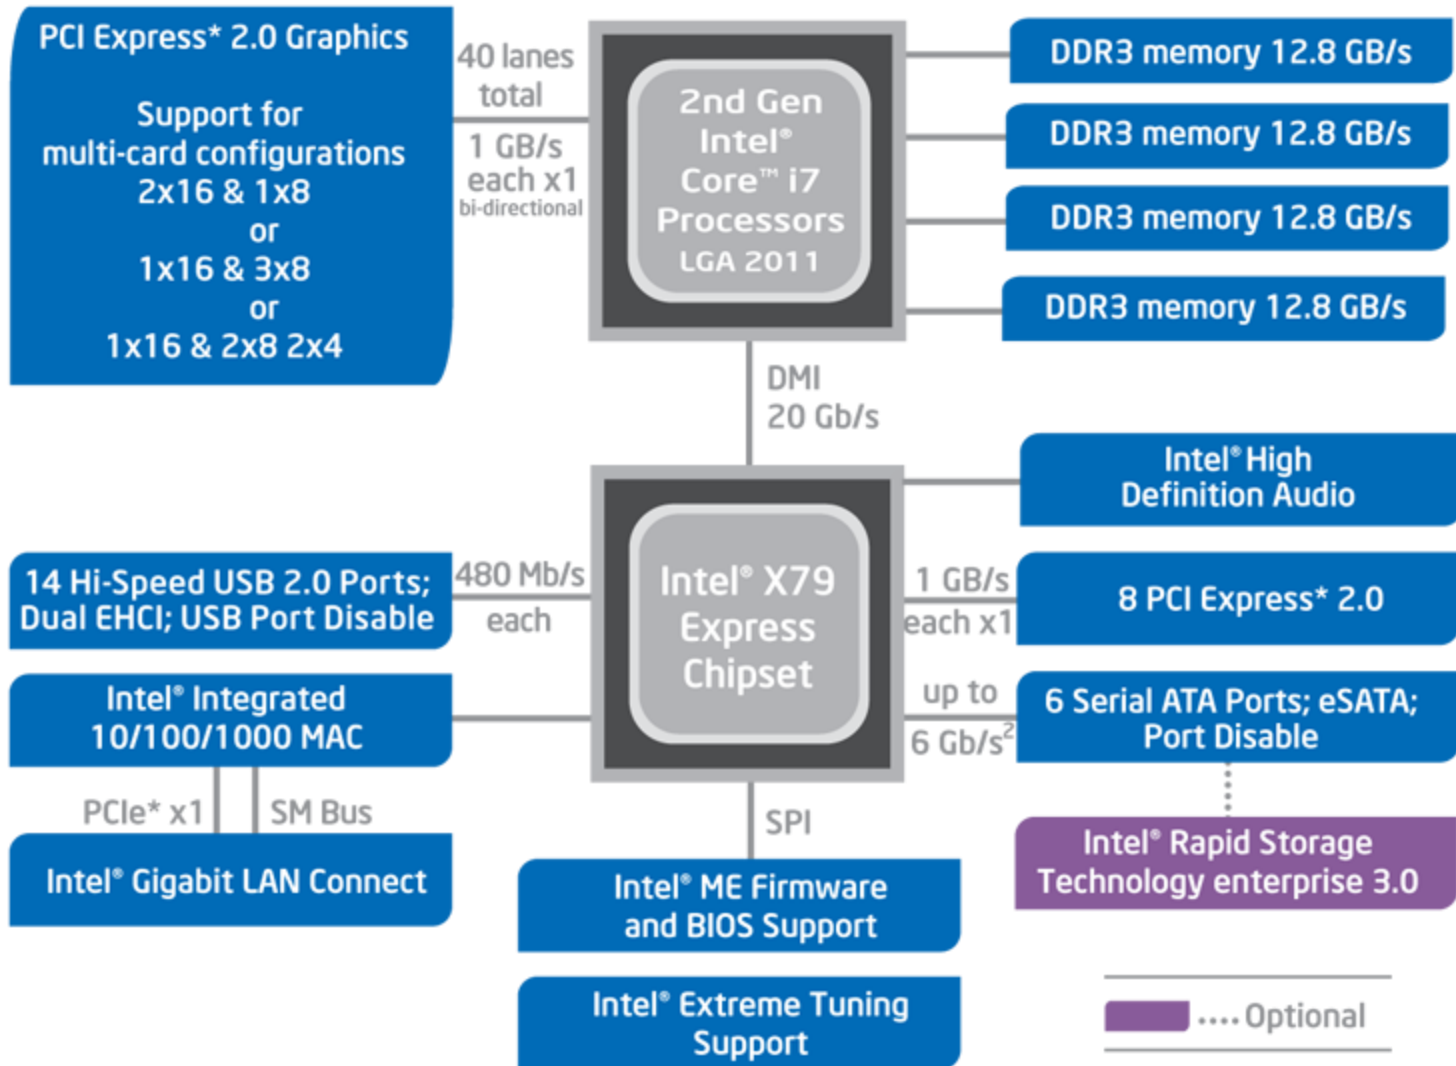 PCI Express* 2.0 Graphics
Support for
multi-card configurations
2x16 & 1x8
or
1x16 & 3x8
or
1x16 & 2x8 2x4
40 lanes
total
1 GB/s
each x1
bi-directional
2nd Gen
Intel®
Core™ i7
Processors
LGA 2011
DDR3 memory 12.8 GB/s
DDR3 memory 12.8 GB/s
DDR3 memory 12.8 GB/s
DDR3 memory 12.8 GB/s
DMI
20 Gb/s
Intel® High
Definition Audio
14 Hi-Speed USB 2.0 Ports;
Dual EHCI; USB Port Disable
480 Mb/s
each
Intel® X79
Express
Chipset
1 GB/s
each x1
8 PCI Express* 2.0
Intel® Integrated
10/100/1000 MAC
up to
6 Gb/s²
6 Serial ATA Ports; eSATA;
Port Disable
PCIe* x1
SM Bus
SPI
Intel® Gigabit LAN Connect
Intel® ME Firmware
and BIOS Support
Intel® Rapid Storage
Technology enterprise 3.0
Intel® Extreme Tuning
Support
....Optional